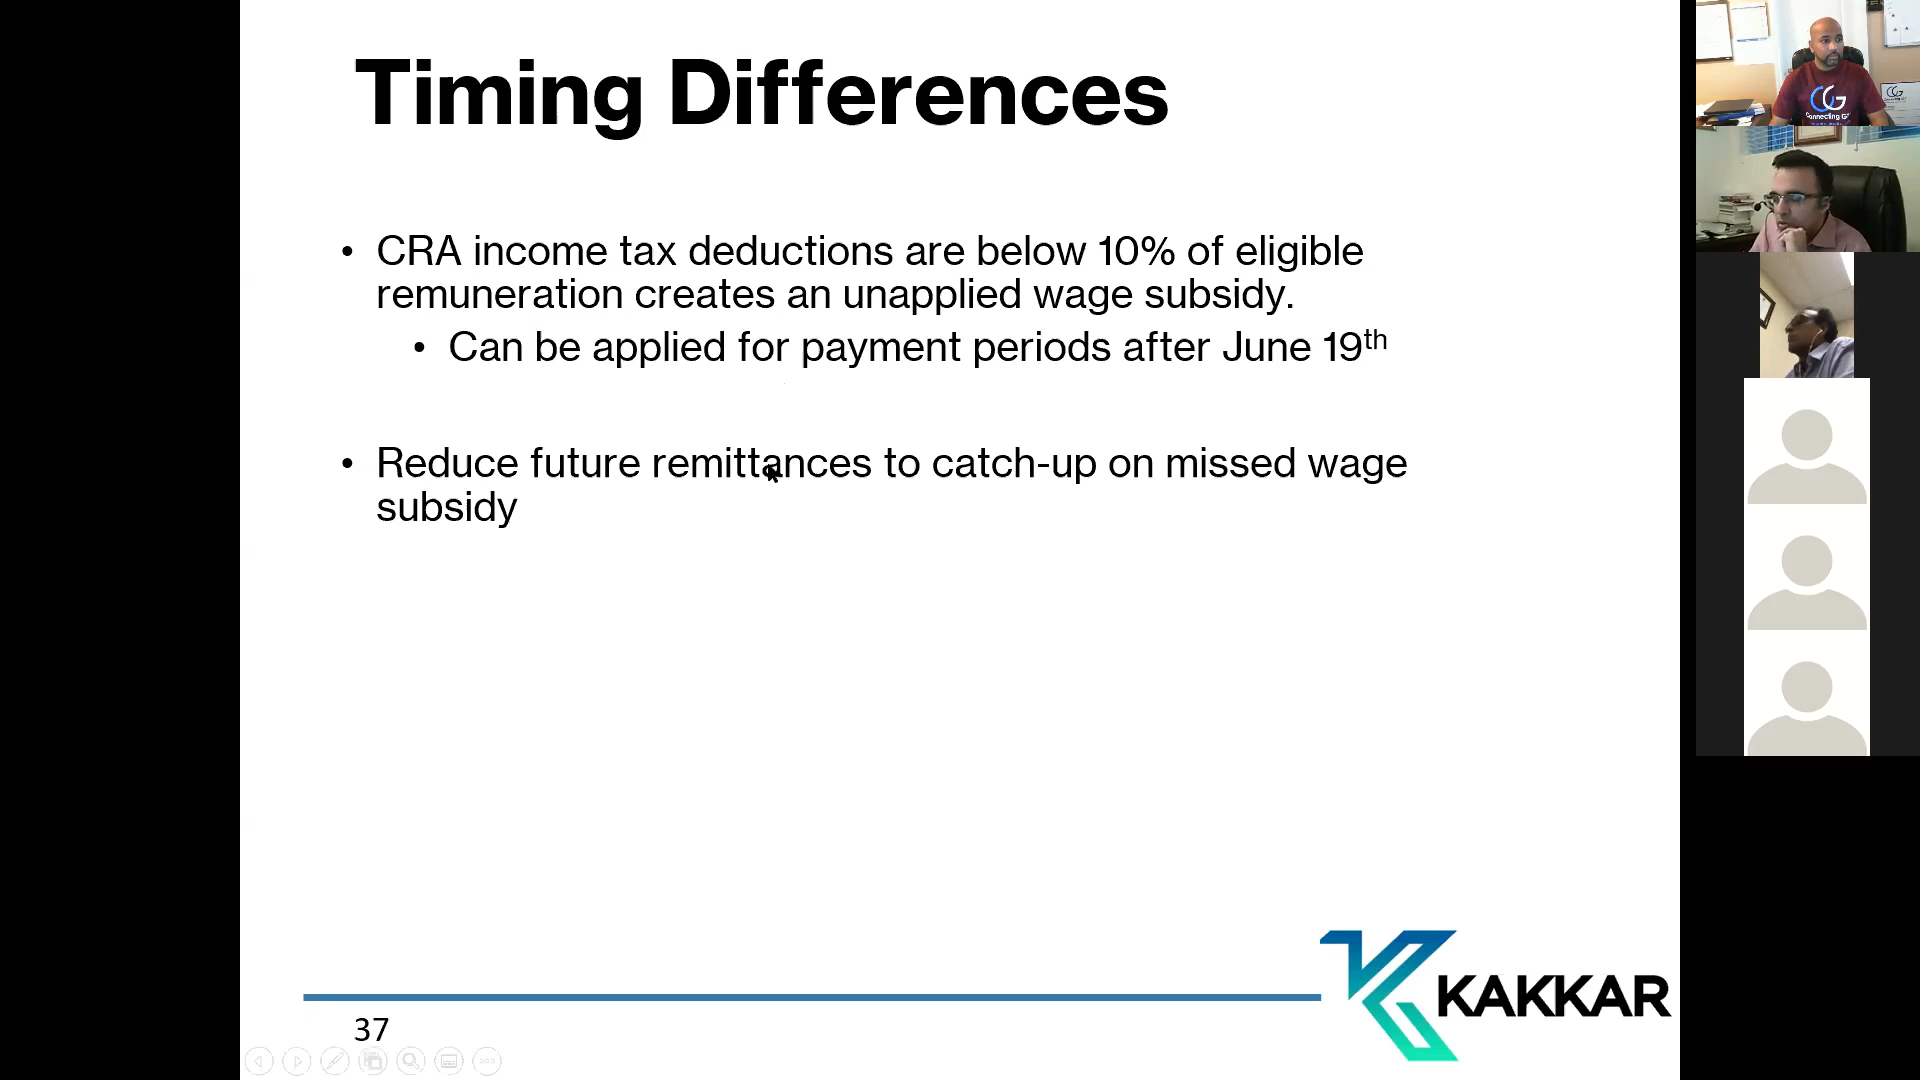 Timing Differences
• CRA income tax deductions are below 10% of eligible
remuneration creates an unapplied wage subsidy.
• Can be applied for payment periods after June 19th
• Reduce future remittances to catch-up on missed wage
subsidy
KAKKAR
37
CG